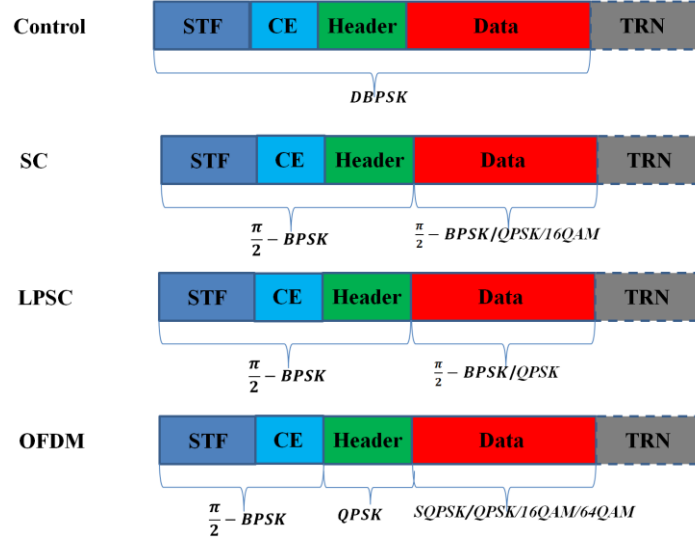 Control STF CE Header Data TRN
DBPSK
SC STF CE Header Data TRN
π/2 − BPSK π/2 − BPSK/QPSK/16QAM
LPSC STF CE Header Data TRN
π/2 − BPSK π/2 − BPSK/QPSK
OFDM STF CE Header Data TRN
π/2 − BPSK QPSK SQPSK/QPSK/16QAM/64QAM